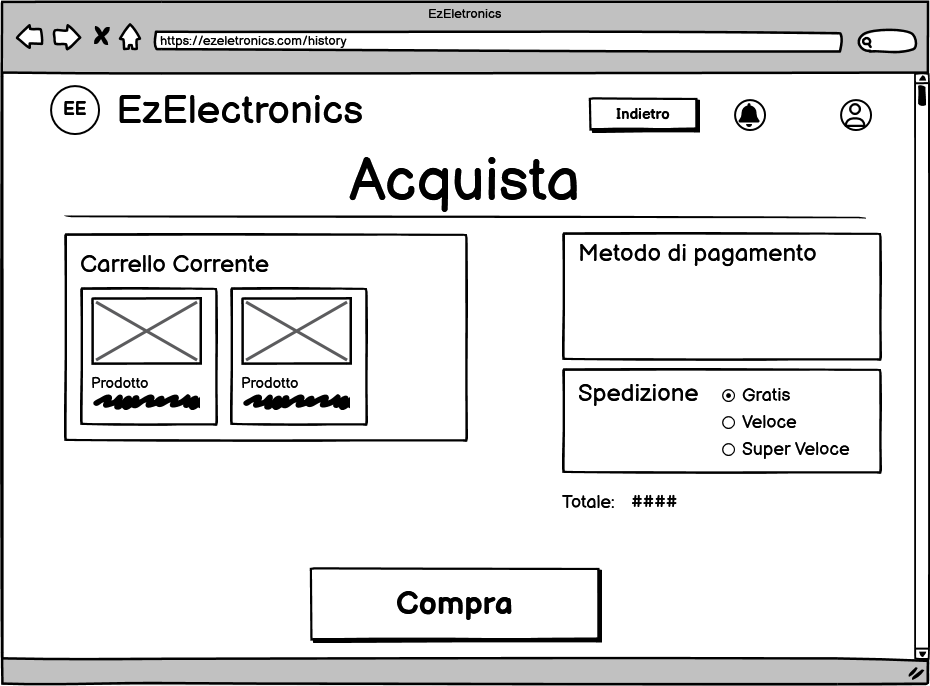 EzEletronics
https://ezeletronics.com/history
EE
EzElectronics
Indietro
Acquista
Carrello Corrente
Prodotto
Prodotto
Metodo di pagamento
Spedizione
Gratis
Veloce
Super Veloce
Totale: ####
Compra